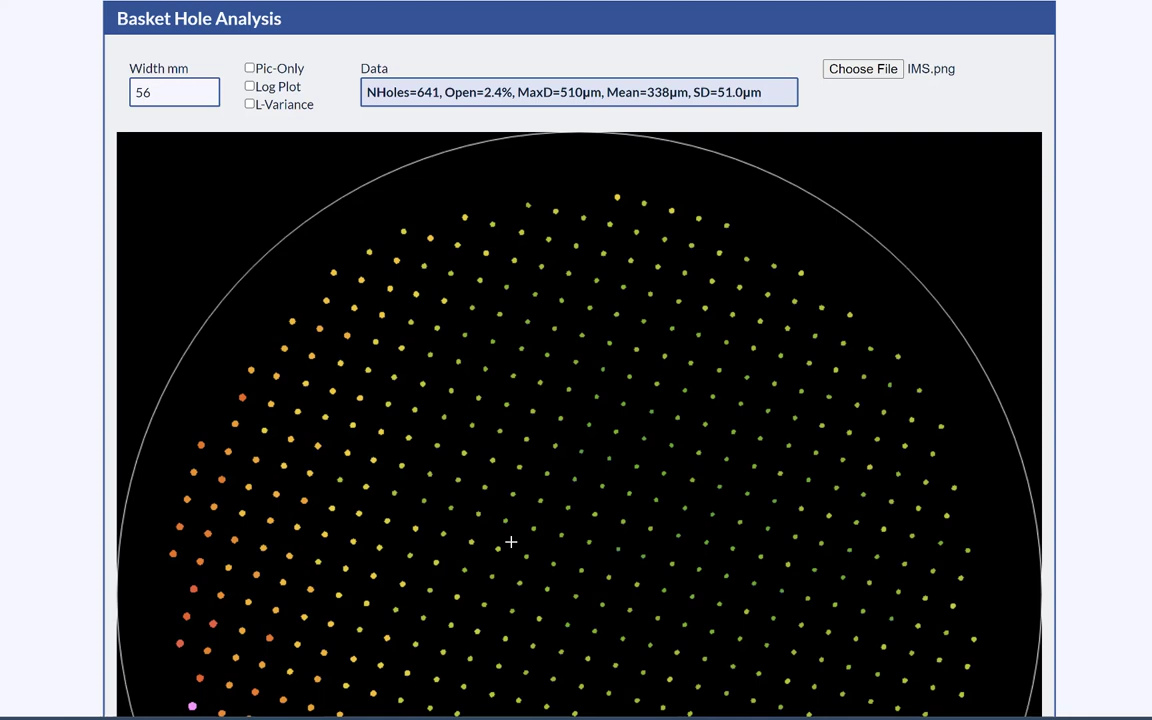 Basket Hole Analysis
Width mm
56
Pic-Only
Log Plot
L-Variance
Data
NHoles=641, Open=2.4%, MaxD=510µm, Mean=338µm, SD=51.0µm
Choose File IMS.png